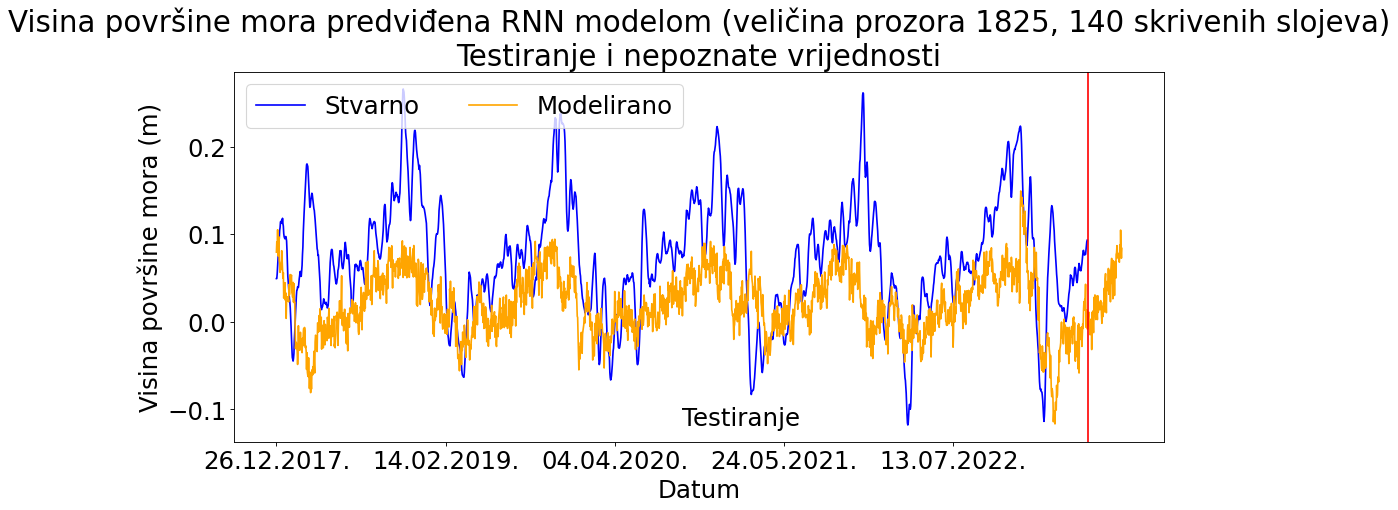 Visina površine mora predviđena RNN modelom (veličina prozora 1825, 140 skrivenih slojeva)
Testiranje i nepoznate vrijednosti
Stvarno Modelirano
Visina površine mora (m)
0.2
0.1
0.0
−0.1
Testiranje
26.12.2017. 14.02.2019. 04.04.2020. 24.05.2021. 13.07.2022.
Datum